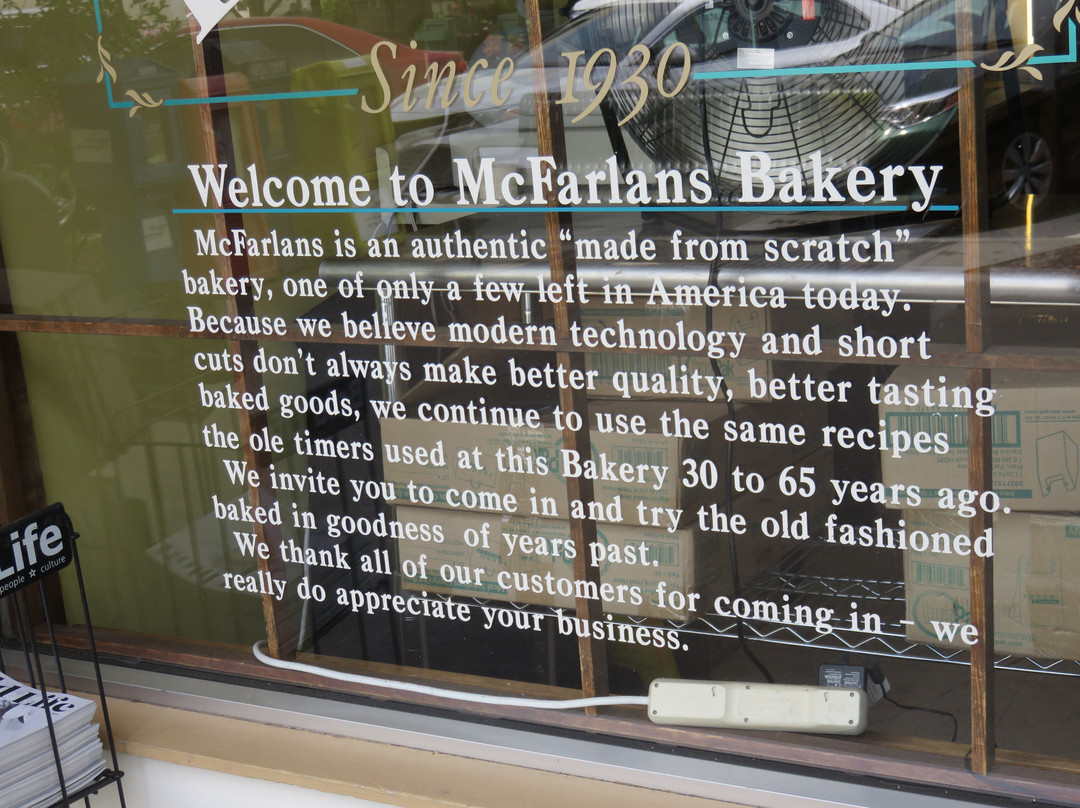 Since 1930
Welcome to McFarlans Bakery
McFarlans is an authentic “made from scratch”
bakery, one of only a few left in America today.
Because we believe modern technology and short
cuts don't always make better quality, better tasting
baked goods, we continue to use the same recipes
the ole timers used at this Bakery 30 to 65 years ago.
We invite you to come in and try the old fashioned
baked in goodness of years past.
We thank all of our customers for coming in - we
really do appreciate your business.
Life
people ★ culture
Life